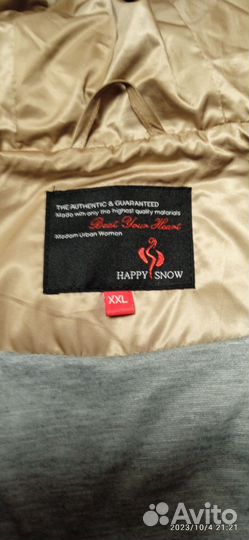 THE AUTHENTIC & GUARANTEED
Made with only the highest quality materials
Beat Your Heart
Modern Urban Woman
HAPPY SNOW
XXL
2023/10/4 21:21
Avito